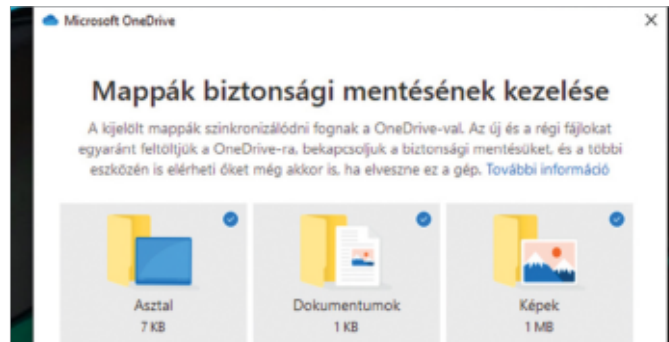 Microsoft OneDrive
Mappák biztonsági mentésének kezelése
A kijelölt mappák szinkronizálódni fognak a OneDrive-val. Az új és a régi fájlokat
egyaránt feltöltjük a OneDrive-ra, bekapcsoljuk a biztonsági mentésüket, és a többi
eszközén is elérheti őket még akkor is, ha elveszne ez a gép. További információ
Asztal
7 KB
Dokumentumok
1 KB
Képek
1 MB